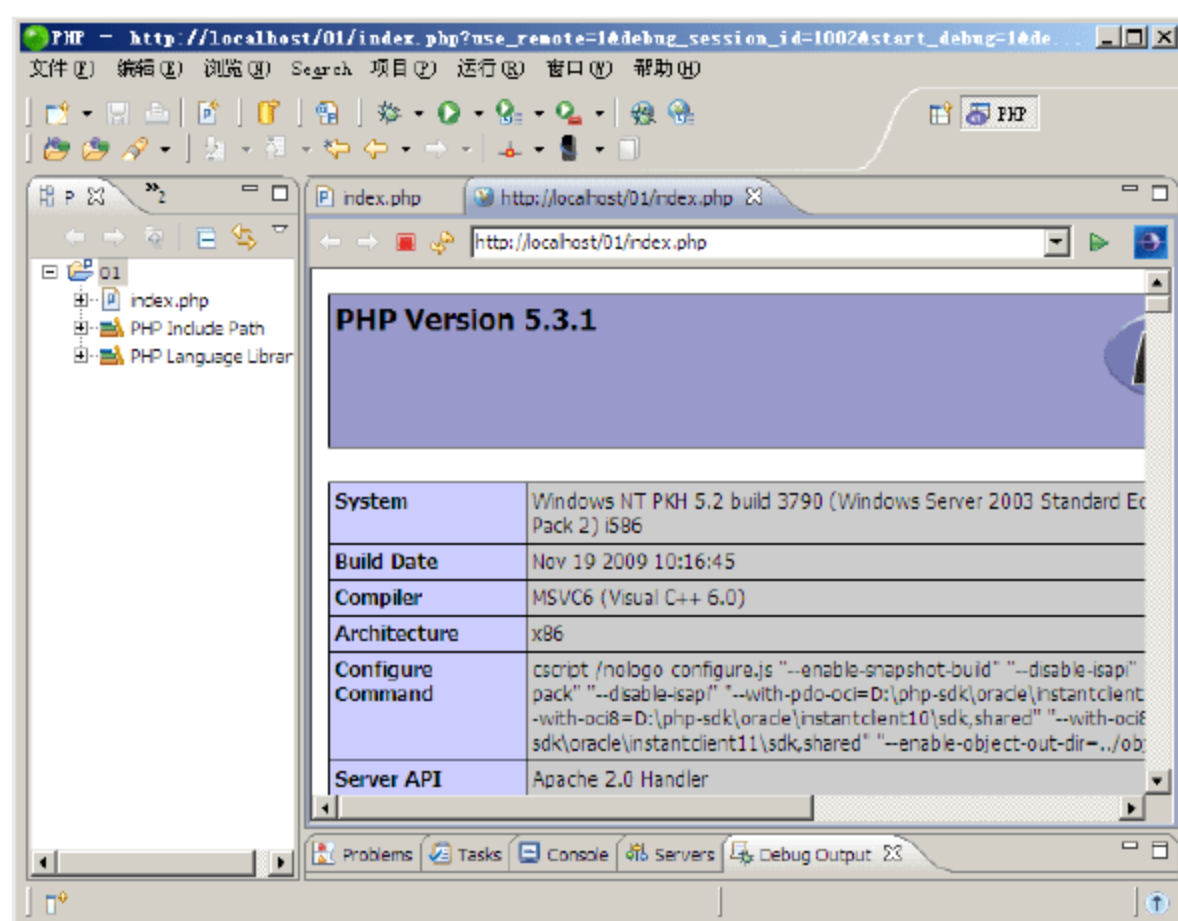 PHP - http://localhost/01/index.php?use_remote=1&debug_session_id=1002&start_debug=1&de...
文件(F) 编辑(E) 浏览(N) Search 项目(P) 运行(R) 窗口(W) 帮助(H)
PHP
P
»2
01
index.php
PHP Include Path
PHP Language Librar
index.php
http://localhost/01/index.php
http://localhost/01/index.php
PHP Version 5.3.1
System
Windows NT PKH 5.2 build 3790 (Windows Server 2003 Standard Ed
Pack 2) i586
Build Date
Nov 19 2009 10:16:45
Compiler
MSVC6 (Visual C++ 6.0)
Architecture
x86
Configure
Command
cscript /nologo configure.js "--enable-snapshot-build" "--disable-isapi"
pack" "--disable-isapi" "--with-pdo-oci=D:\php-sdk\oracle\instantclient
-with-oci8=D:\php-sdk\oracle\instantclient10\sdk,shared" "--with-oci8
sdk\oracle\instantclient11\sdk,shared" "--enable-object-out-dir=../obj
Server API
Apache 2.0 Handler
Problems Tasks Console Servers Debug Output